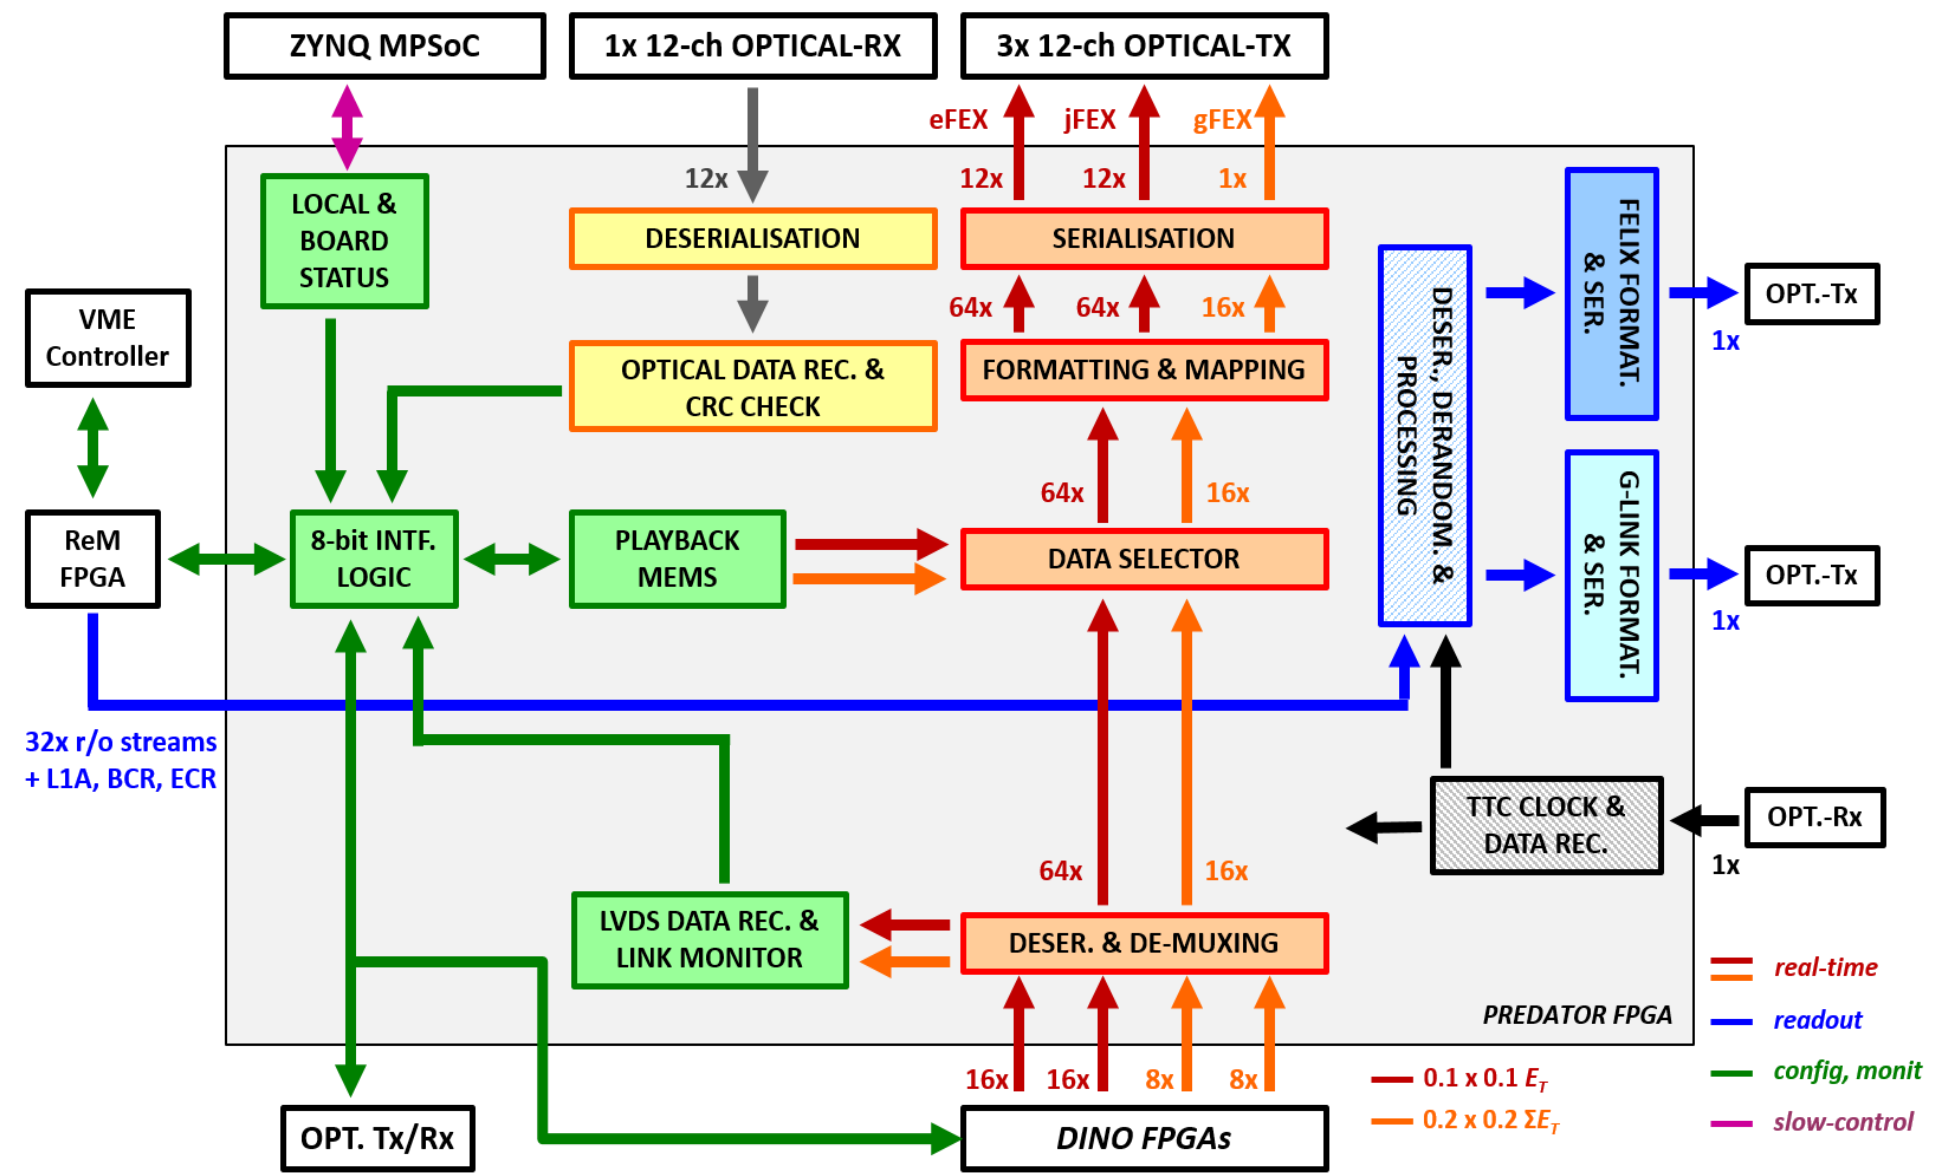 ZYNQ MPSoC
1x 12-ch OPTICAL-RX
3x 12-ch OPTICAL-TX
eFEX
jFEX
gFEX
12x
12x
12x
1x
LOCAL &
BOARD
STATUS
DESERIALISATION
SERIALISATION
FELIX FORMAT.
& SER.
VME
Controller
64x
64x
16x
OPT.-Tx
1x
OPTICAL DATA REC. &
CRC CHECK
FORMATTING & MAPPING
DESER., DERANDOM. &
PROCESSING
64x
16x
G-LINK FORMAT.
& SER.
ReM
FPGA
8-bit INTF.
LOGIC
PLAYBACK
MEMS
DATA SELECTOR
OPT.-Tx
1x
32x r/o streams
+ L1A, BCR, ECR
TTC CLOCK &
DATA REC.
OPT.-Rx
1x
64x
16x
LVDS DATA REC. &
LINK MONITOR
DESER. & DE-MUXING
PREDATOR FPGA
real-time
readout
config, monit
slow-control
16x
16x
8x
8x
0.1 x 0.1 ET
0.2 x 0.2 ΣET
OPT. Tx/Rx
DINO FPGAs